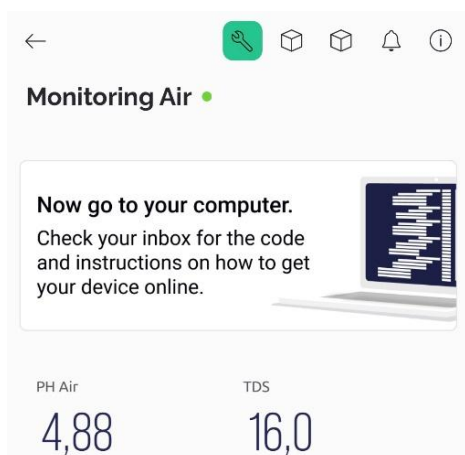 Monitoring Air
Now go to your computer.
Check your inbox for the code
and instructions on how to get
your device online.
PH Air
TDS
4,88
16,0